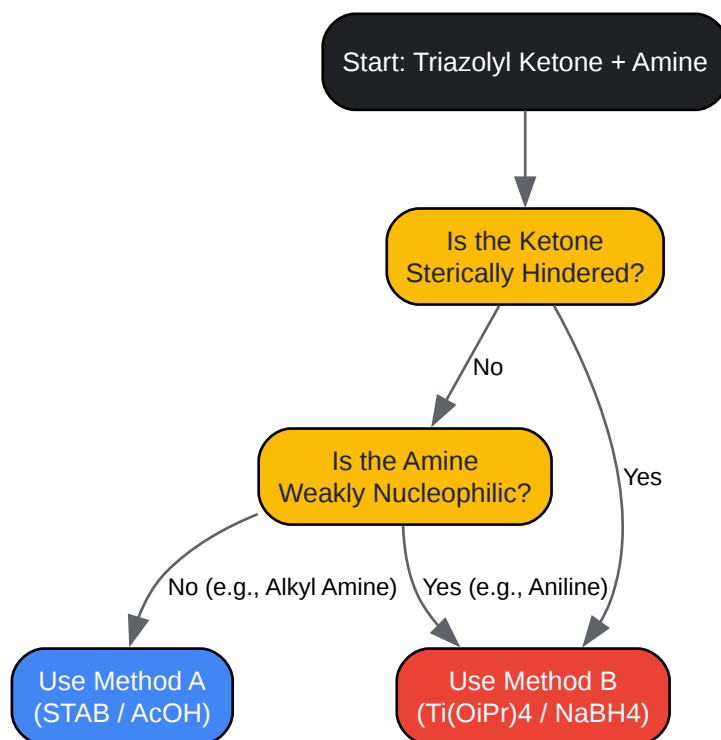 Start: Triazolyl Ketone + Amine
Is the Ketone
Sterically Hindered?
No
Is the Amine
Weakly Nucleophilic?
Yes
No (e.g., Alkyl Amine)
Yes (e.g., Aniline)
Use Method A
(STAB / AcOH)
Use Method B
(Ti(OiPr)4 / NaBH4)